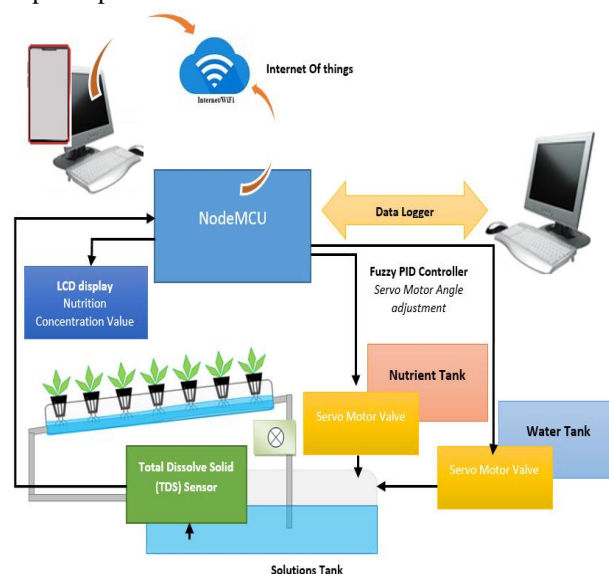 Internet Of things
Internet/WiFi
NodeMCU
Data Logger
LCD display
Nutrition
Concentration Value
Fuzzy PID Controller
Servo Motor Angle
adjustment
Nutrient Tank
Servo Motor Valve
Water Tank
Servo Motor Valve
Total Dissolve Solid
(TDS) Sensor
Solutions Tank